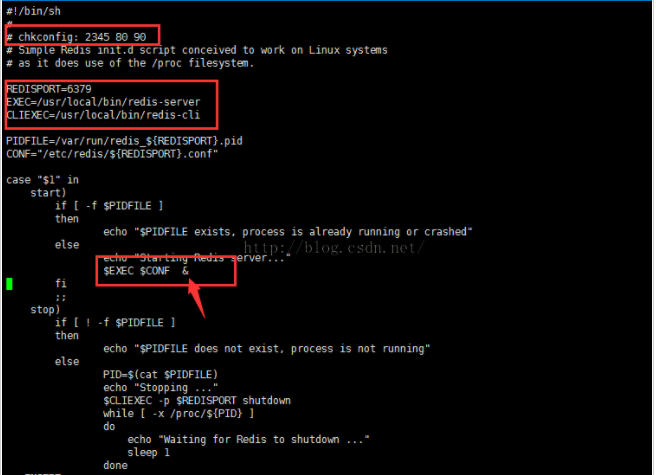 #!/bin/sh
#
# chkconfig: 2345 80 90
# Simple Redis init.d script conceived to work on Linux systems
# as it does use of the /proc filesystem.
REDISPORT=6379
EXEC=/usr/local/bin/redis-server
CLIEXEC=/usr/local/bin/redis-cli
PIDFILE=/var/run/redis_${REDISPORT}.pid
CONF="/etc/redis/${REDISPORT}.conf"
case "$1" in
start)
if [ -f $PIDFILE ]
then
echo "$PIDFILE exists, process is already running or crashed"
else
http://blog.csdn.net/
echo "Starting Redis server..."
$EXEC $CONF &
fi
;;
stop)
if [ ! -f $PIDFILE ]
then
echo "$PIDFILE does not exist, process is not running"
else
PID=$(cat $PIDFILE)
echo "Stopping ..."
$CLIEXEC -p $REDISPORT shutdown
while [ -x /proc/${PID} ]
do
echo "Waiting for Redis to shutdown ..."
sleep 1
done